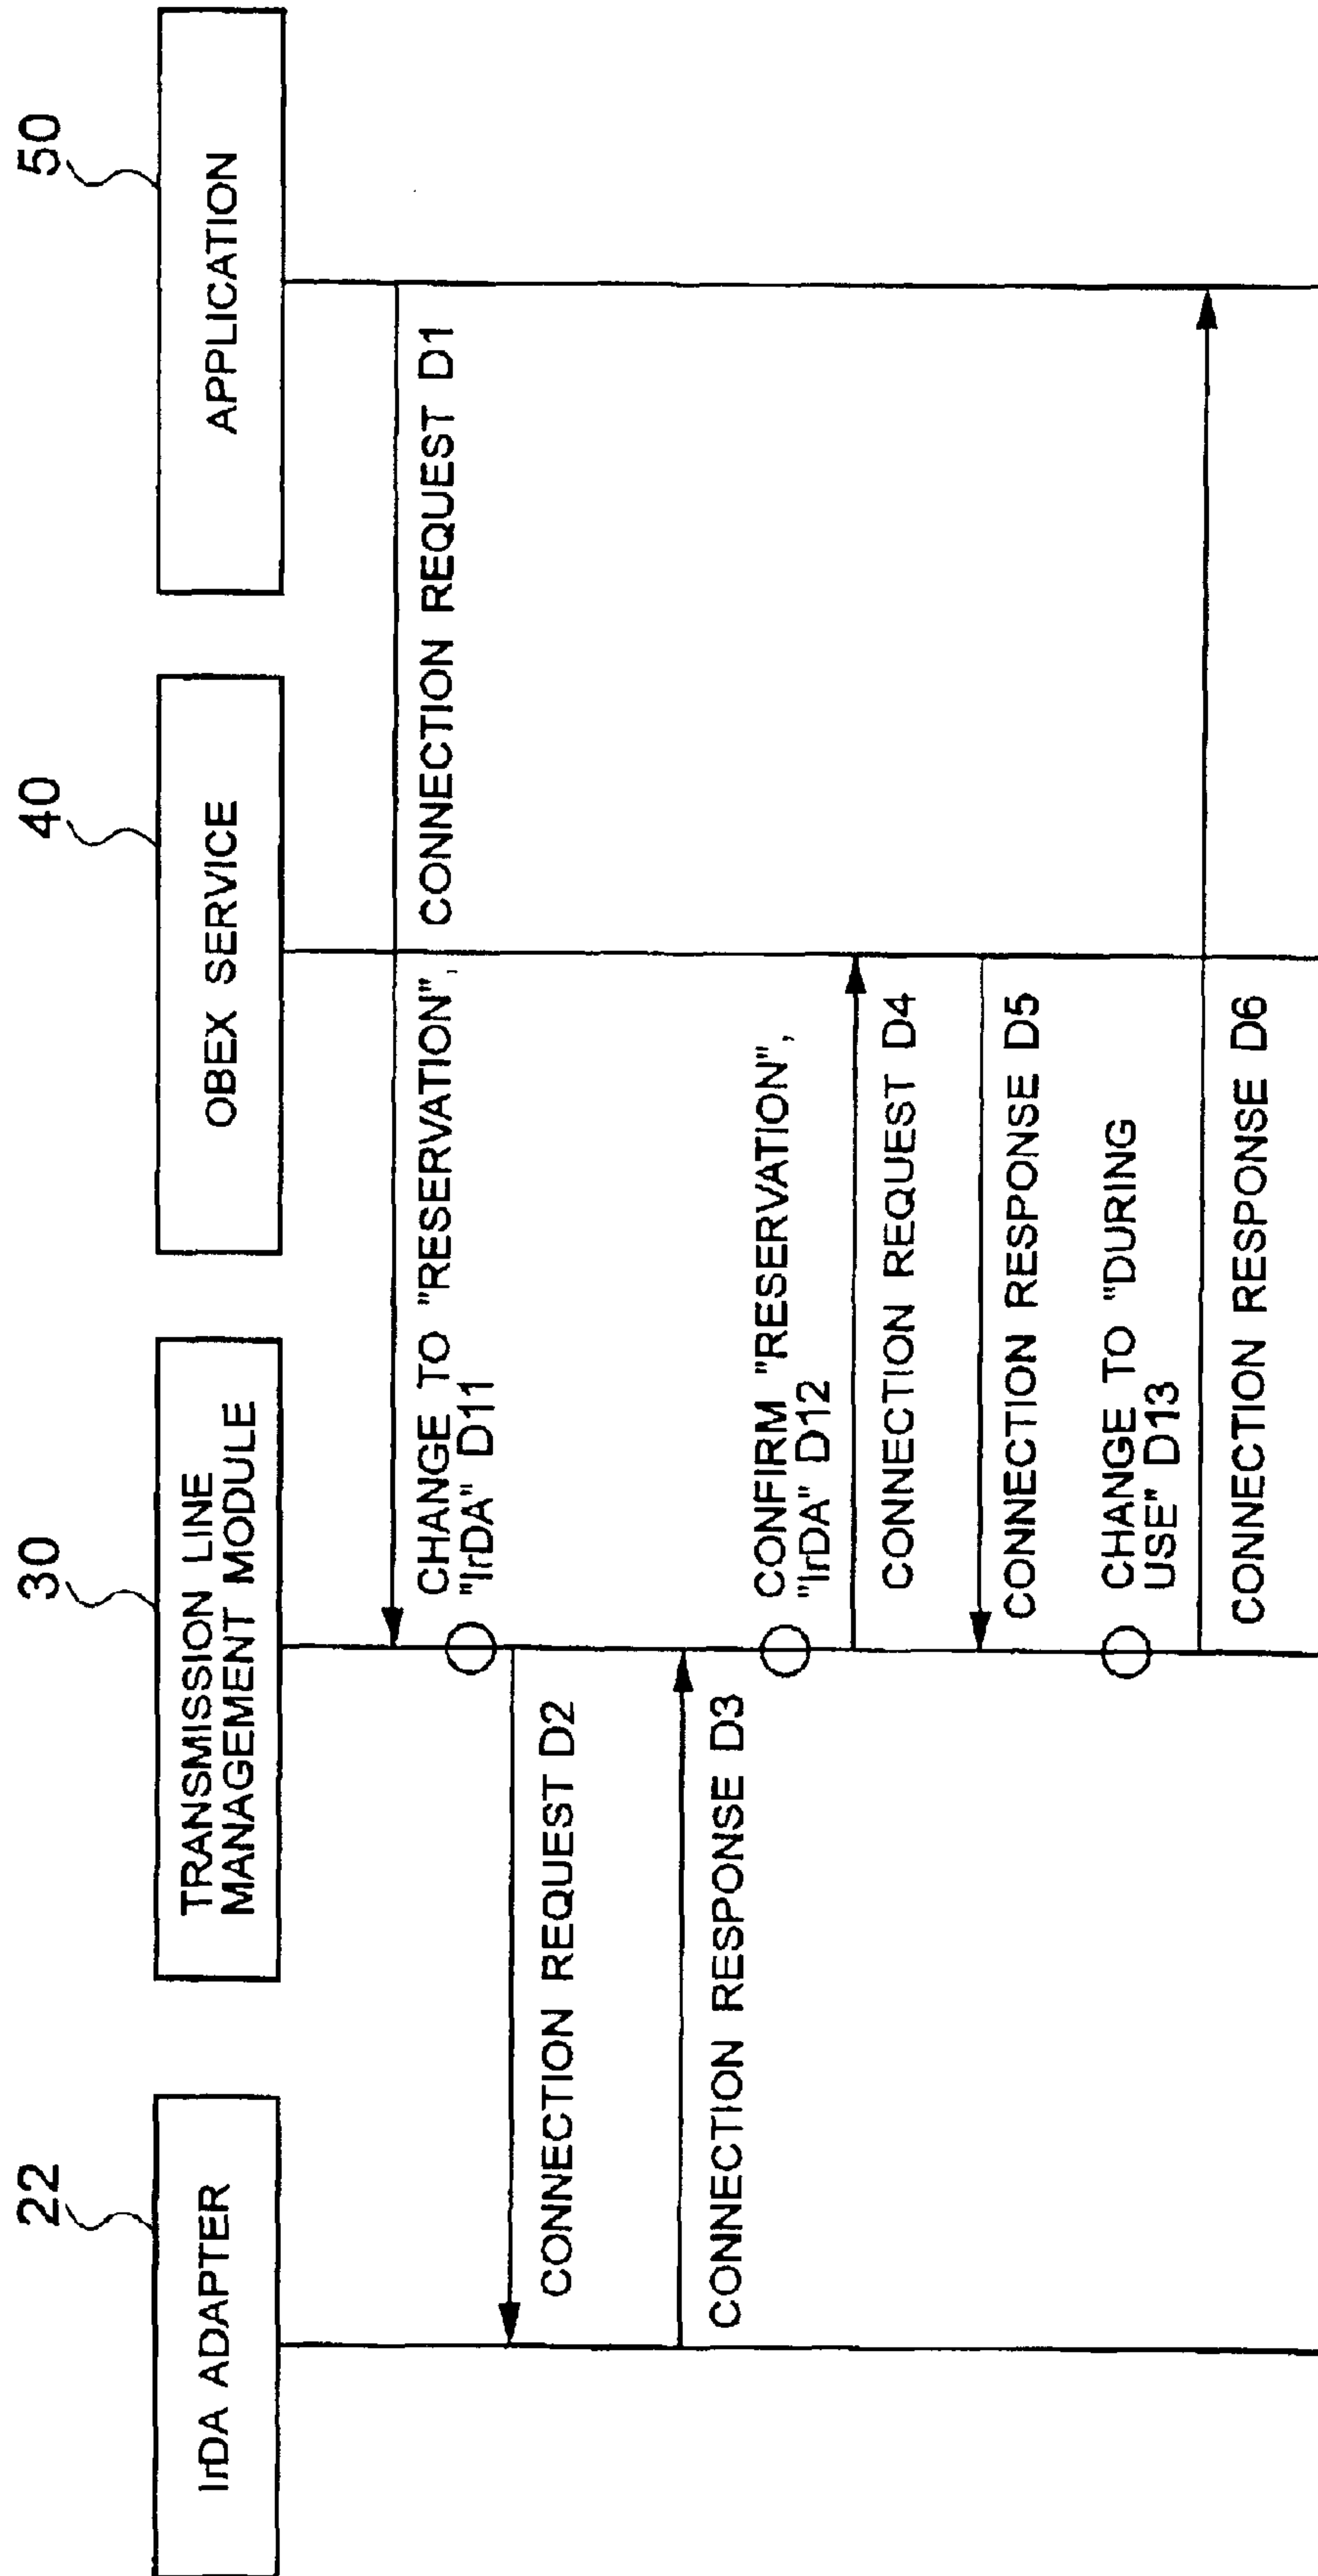 22
30
40
50
IrDA ADAPTER
TRANSMISSION LINE
MANAGEMENT MODULE
OBEX SERVICE
APPLICATION
CONNECTION REQUEST D1
CHANGE TO "RESERVATION",
"IrDA" D11
CONNECTION REQUEST D2
CONNECTION RESPONSE D3
CONFIRM "RESERVATION",
"IrDA" D12
CONNECTION REQUEST D4
CONNECTION RESPONSE D5
CHANGE TO "DURING
USE" D13
CONNECTION RESPONSE D6